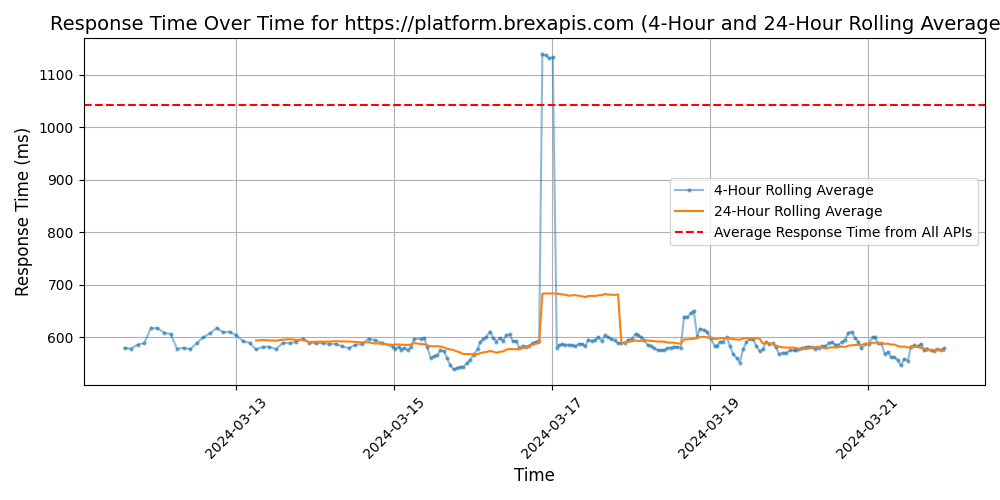 Response Time Over Time for https://platform.brexapis.com (4-Hour and 24-Hour Rolling Average
Response Time (ms)
1100
1000
900
800
700
600
4-Hour Rolling Average
24-Hour Rolling Average
Average Response Time from All APIs
2024-03-13
2024-03-15
2024-03-17
2024-03-19
2024-03-21
Time